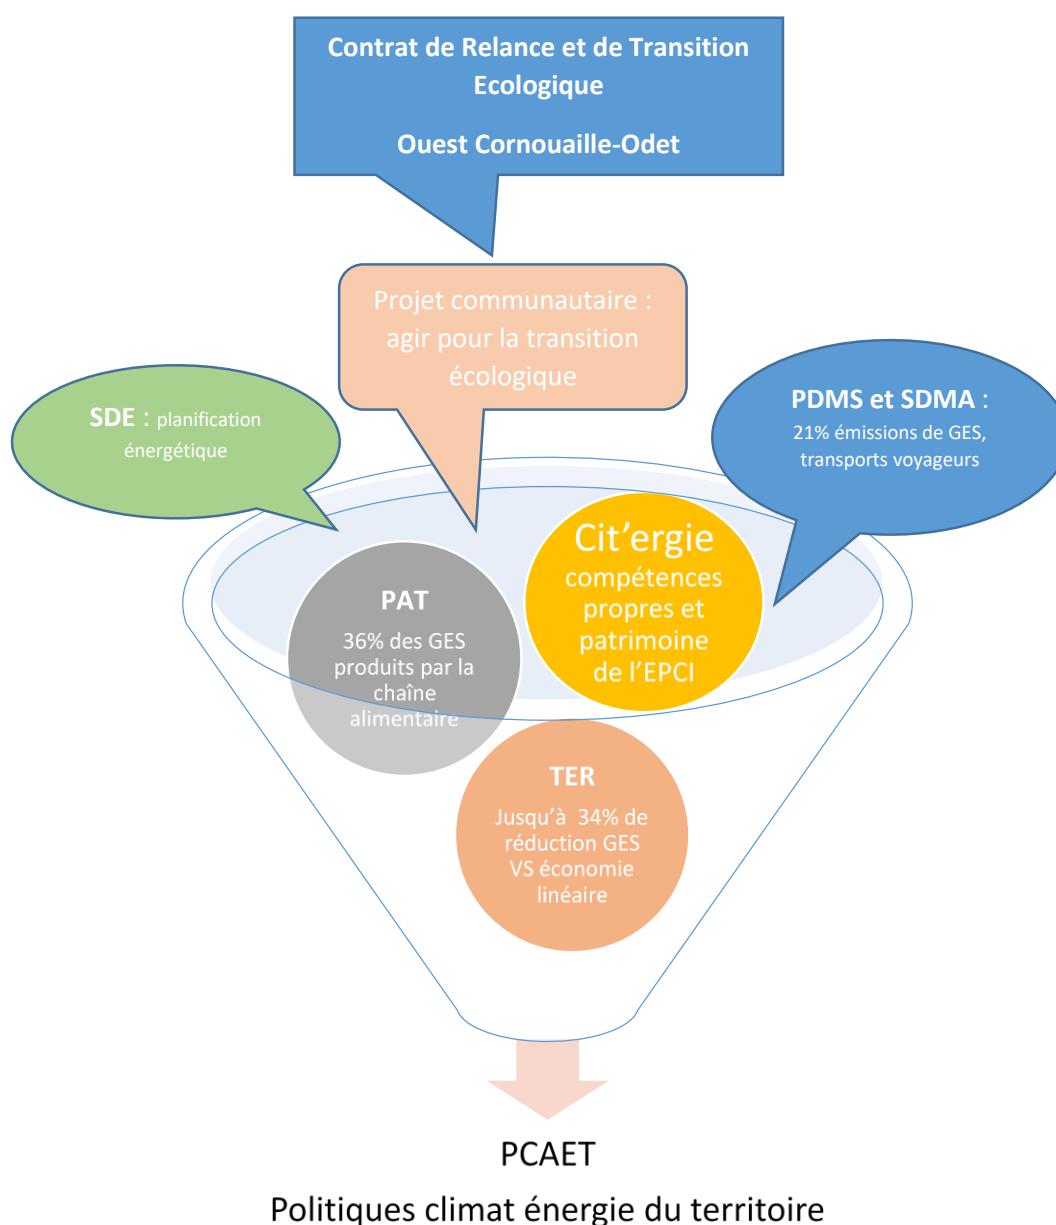 Contrat de Relance et de Transition
Ecologique
Ouest Cornouaille-Odet
Projet communautaire :
agir pour la transition
écologique
SDE : planification
énergétique
PDMS et SDMA :
21% émissions de GES,
transports voyageurs
Cit’ergie
compétences
propres et
patrimoine
de l’EPCI
PAT
36% des GES
produits par la
chaîne
alimentaire
TER
Jusqu’à 34% de
réduction GES
VS économie
linéaire
PCAET
Politiques climat énergie du territoire